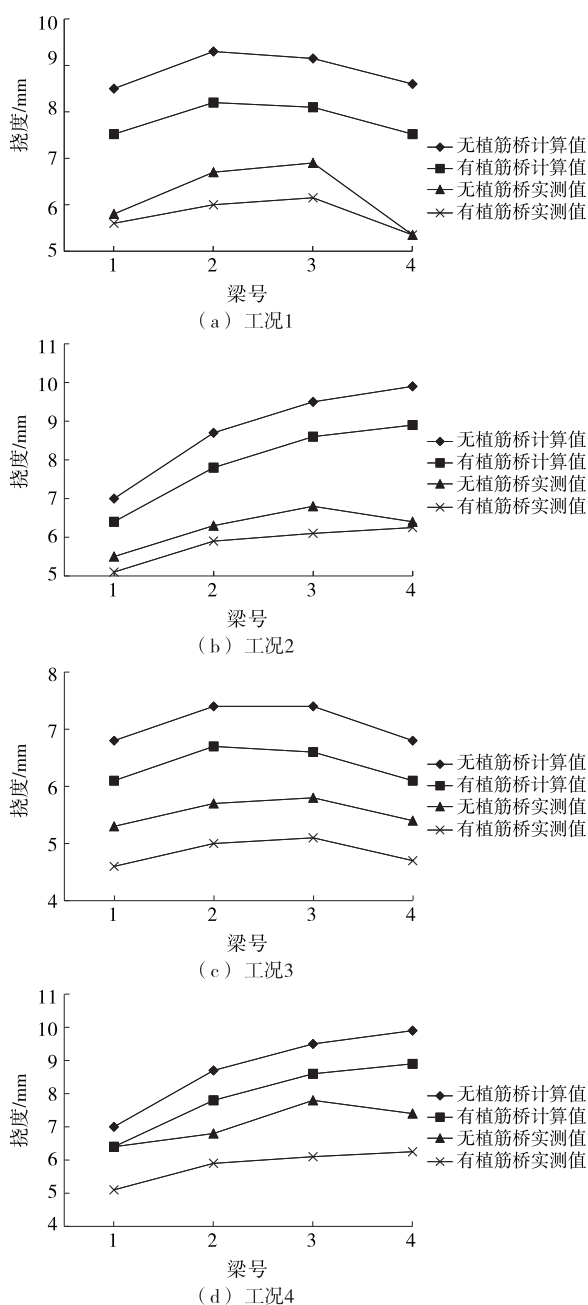 10
9
8
7
6
5
挠度/mm
1 2 3 4
梁号
无植筋桥计算值
有植筋桥计算值
无植筋桥实测值
有植筋桥实测值
（a）工况1
11
10
9
8
7
6
5
挠度/mm
1 2 3 4
梁号
无植筋桥计算值
有植筋桥计算值
无植筋桥实测值
有植筋桥实测值
（b）工况2
8
7
6
5
4
挠度/mm
1 2 3 4
梁号
无植筋桥计算值
有植筋桥计算值
无植筋桥实测值
有植筋桥实测值
（c）工况3
11
10
9
8
7
6
5
4
挠度/mm
1 2 3 4
梁号
无植筋桥计算值
有植筋桥计算值
无植筋桥实测值
有植筋桥实测值
（d）工况4